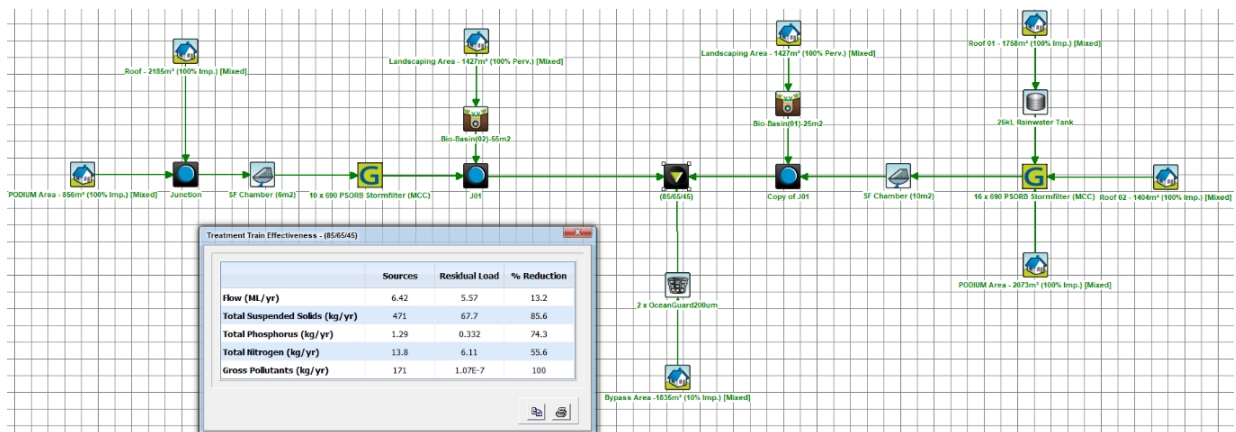 Roof 01 - 1758m² (100% Imp.) [Mixed]
Roof - 2185m² (100% Imp.) [Mixed]
Landscaping Area - 1427m² (100% Perv.) [Mixed]
Landscaping Area - 1427m² (100% Perv.) [Mixed]
25kL Rainwater Tank
Bio-Basin(02)-55m2
Bio-Basin(01)-25m2
PODIUM Area - 856m² (100% Imp.) [Mixed]
Junction
SF Chamber (6m2)
10 x 690 PSORB Stormfilter (MCC)
J01
(85/65/45)
Copy of J01
SF Chamber (10m2)
16 x 690 PSORB Stormfilter (MCC)
Roof 02 - 1404m² (100% Imp.) [Mixed]
PODIUM Area - 2073m² (100% Imp.) [Mixed]
2 x OceanGuard200um
Bypass Area -1835m² (10% Imp.) [Mixed]
Treatment Train Effectiveness - (85/65/45)
Sources Residual Load % Reduction
Flow (ML/yr) 6.42 5.57 13.2
Total Suspended Solids (kg/yr) 471 67.7 85.6
Total Phosphorus (kg/yr) 1.29 0.332 74.3
Total Nitrogen (kg/yr) 13.8 6.11 55.6
Gross Pollutants (kg/yr) 171 1.07E-7 100